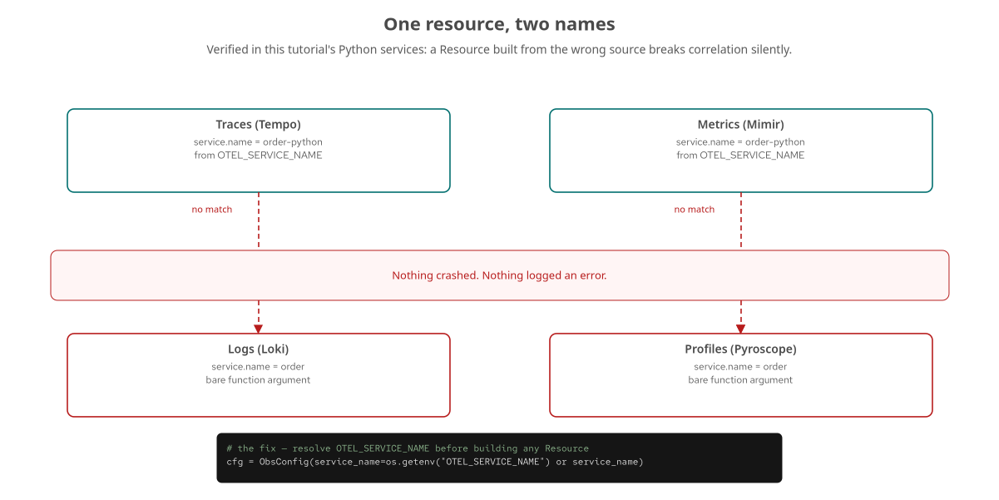 One resource, two names
Verified in this tutorial's Python services: a Resource built from the wrong source breaks correlation silently.
Traces (Tempo)
service.name = order-python
from OTEL_SERVICE_NAME
Metrics (Mimir)
service.name = order-python
from OTEL_SERVICE_NAME
no match
no match
Nothing crashed. Nothing logged an error.
Logs (Loki)
service.name = order
bare function argument
Profiles (Pyroscope)
service.name = order
bare function argument
# the fix — resolve OTEL_SERVICE_NAME before building any Resource
cfg = ObsConfig(service_name=os.getenv("OTEL_SERVICE_NAME") or service_name)